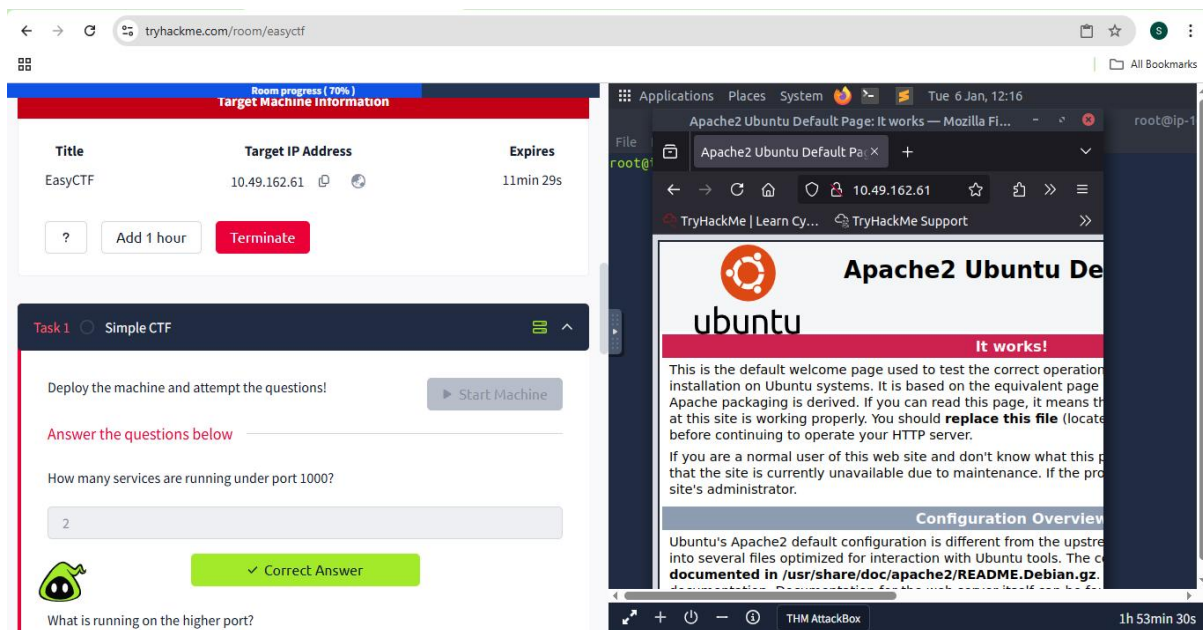 tryhackme.com/room/easyctf
S
All Bookmarks
Room progress ( 70% )
Target Machine Information
Title
Target IP Address
Expires
EasyCTF
10.49.162.61
11min 29s
?
Add 1 hour
Terminate
Task 1
Simple CTF
Deploy the machine and attempt the questions!
Start Machine
Answer the questions below
How many services are running under port 1000?
2
Correct Answer
What is running on the higher port?
Applications Places System
Tue 6 Jan, 12:16
Apache2 Ubuntu Default Page: It works — Mozilla Fi...
root@ip-1
File
root@i
Apache2 Ubuntu Default Pag
10.49.162.61
TryHackMe | Learn Cy...
TryHackMe Support
Apache2 Ubuntu De
ubuntu
It works!
This is the default welcome page used to test the correct operation
installation on Ubuntu systems. It is based on the equivalent page
Apache packaging is derived. If you can read this page, it means th
at this site is working properly. You should replace this file (locate
before continuing to operate your HTTP server.
If you are a normal user of this web site and don't know what this p
that the site is currently unavailable due to maintenance. If the pro
site's administrator.
Configuration Overview
Ubuntu's Apache2 default configuration is different from the upstre
into several files optimized for interaction with Ubuntu tools. The c
documented in /usr/share/doc/apache2/README.Debian.gz.
THM AttackBox
1h 53min 30s